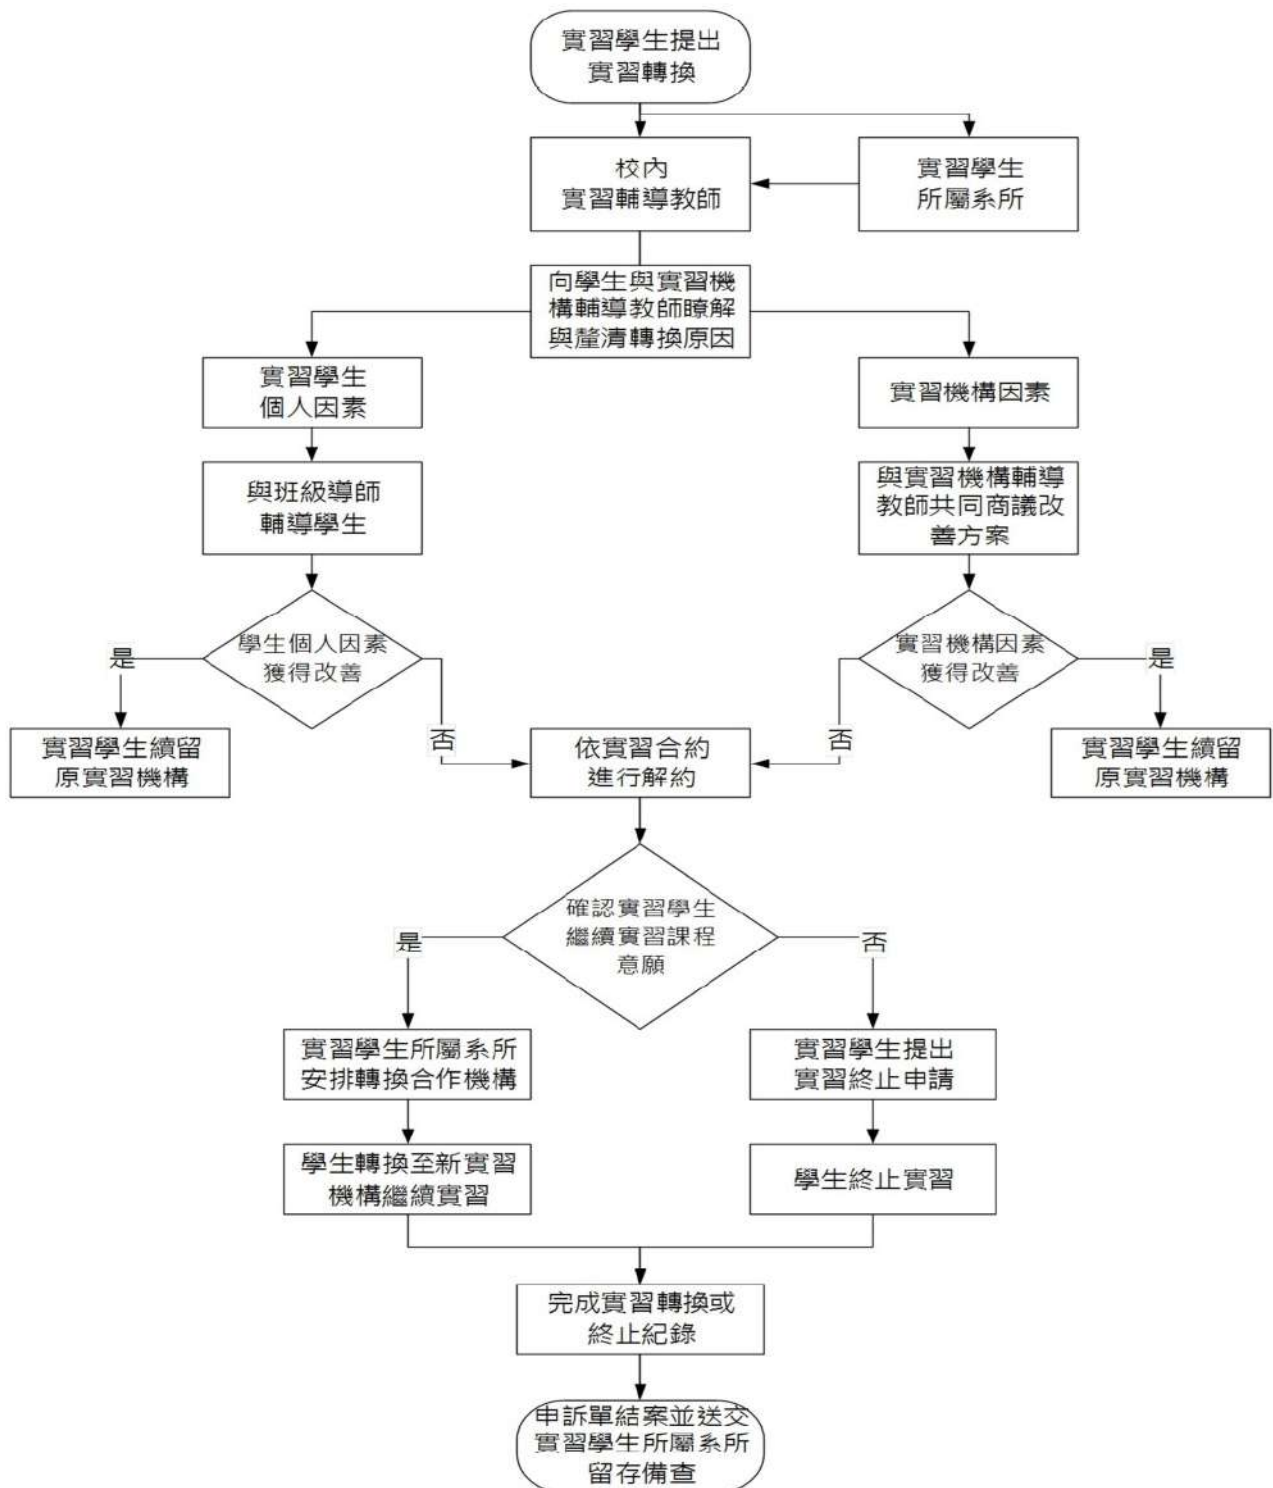 實習學生提出
實習轉換
校內
實習輔導教師
實習學生
所屬系所
向學生與實習機
構輔導教師瞭解
與釐清轉換原因
實習學生
個人因素
實習機構因素
與班級導師
輔導學生
與實習機構輔導
教師共同商議改
善方案
學生個人因素
獲得改善
實習機構因素
獲得改善
是
否
否
是
實習學生續留
原實習機構
依實習合約
進行解約
實習學生續留
原實習機構
確認實習學生
繼續實習課程
意願
是
否
實習學生所屬系所
安排轉換合作機構
實習學生提出
實習終止申請
學生轉換至新實習
機構繼續實習
學生終止實習
完成實習轉換或
終止紀錄
申訴單結案並送交
實習學生所屬系所
留存備查